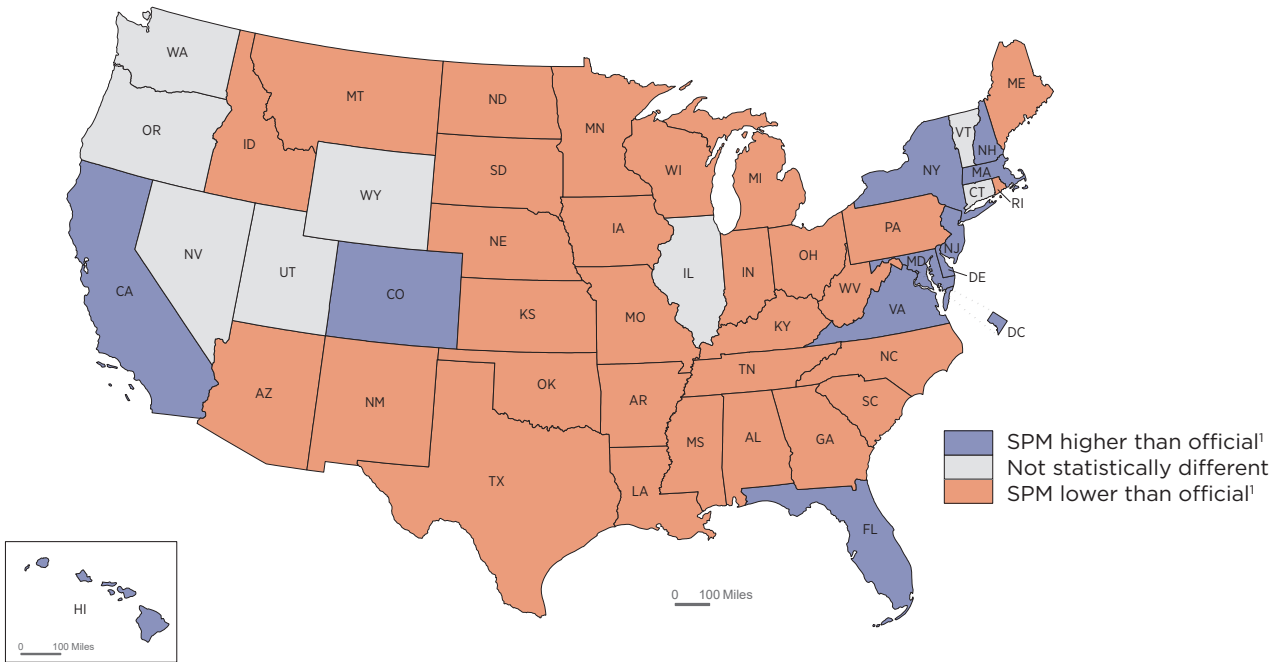 WA
OR
CA
NV
ID
MT
WY
UT
CO
AZ
NM
ND
SD
NE
KS
OK
TX
MN
IA
MO
AR
LA
WI
IL
MI
IN
OH
KY
TN
MS
AL
GA
FL
SC
NC
VA
WV
PA
NY
VT
NH
ME
MA
CT
RI
NJ
DE
MD
DC
SPM higher than official¹
Not statistically different
SPM lower than official¹
0 100 Miles
HI
0 100 Miles